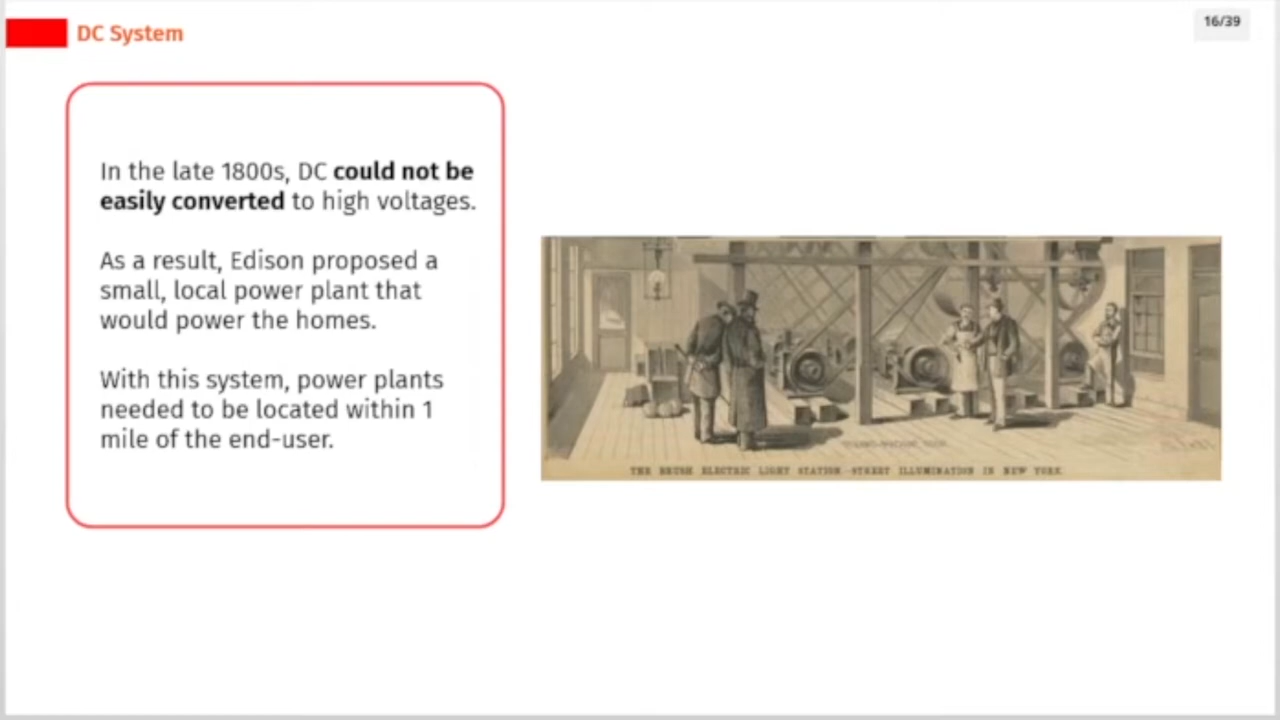 DC System
16/39
In the late 1800s, DC could not be
easily converted to high voltages.
As a result, Edison proposed a
small, local power plant that
would power the homes.
With this system, power plants
needed to be located within 1
mile of the end-user.
THE BRUSH ELECTRIC LIGHT STATION—STREET ILLUMINATION IN NEW YORK.